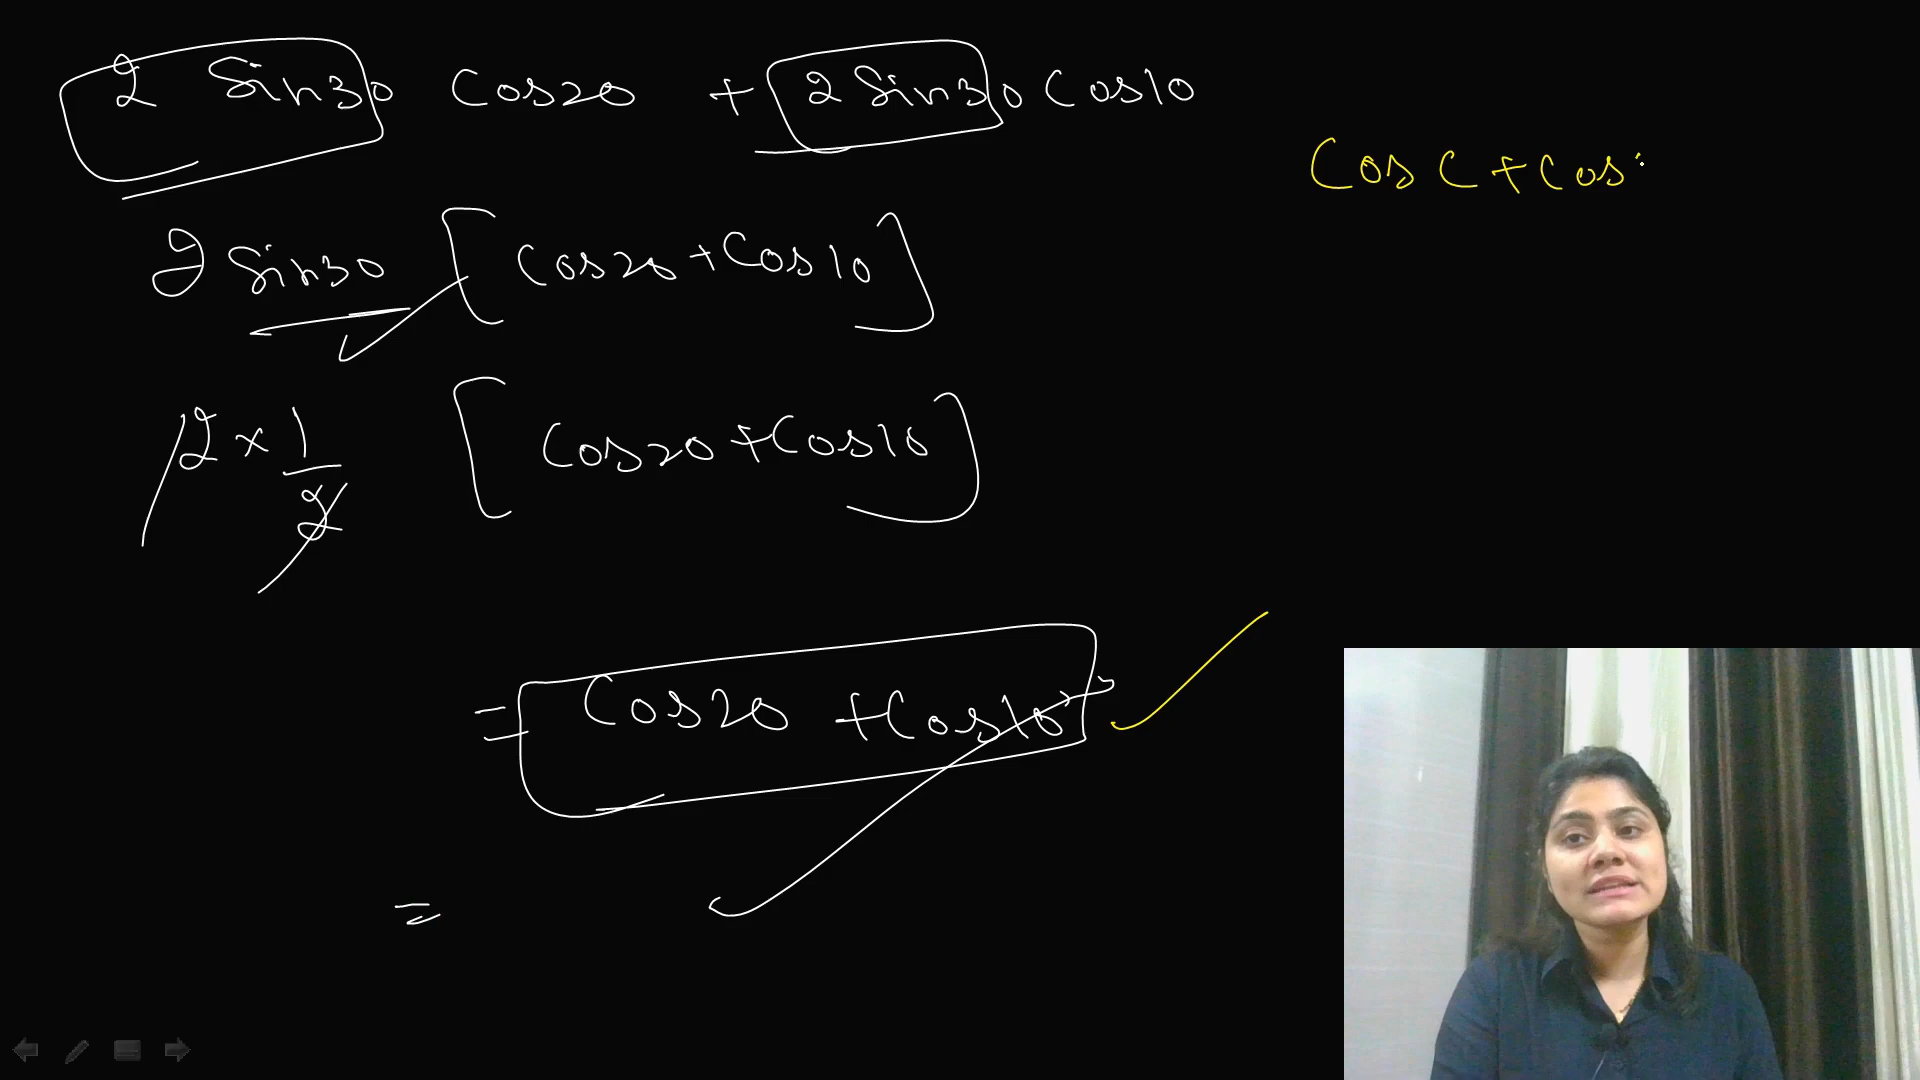 2 Sin30 Cos20 + 2 Sin30 Cos10
Cos C + Cos
2 Sin30 [Cos20 + Cos10]
2 × 1/2 [Cos20 + Cos10]
= Cos20 + Cos10
=